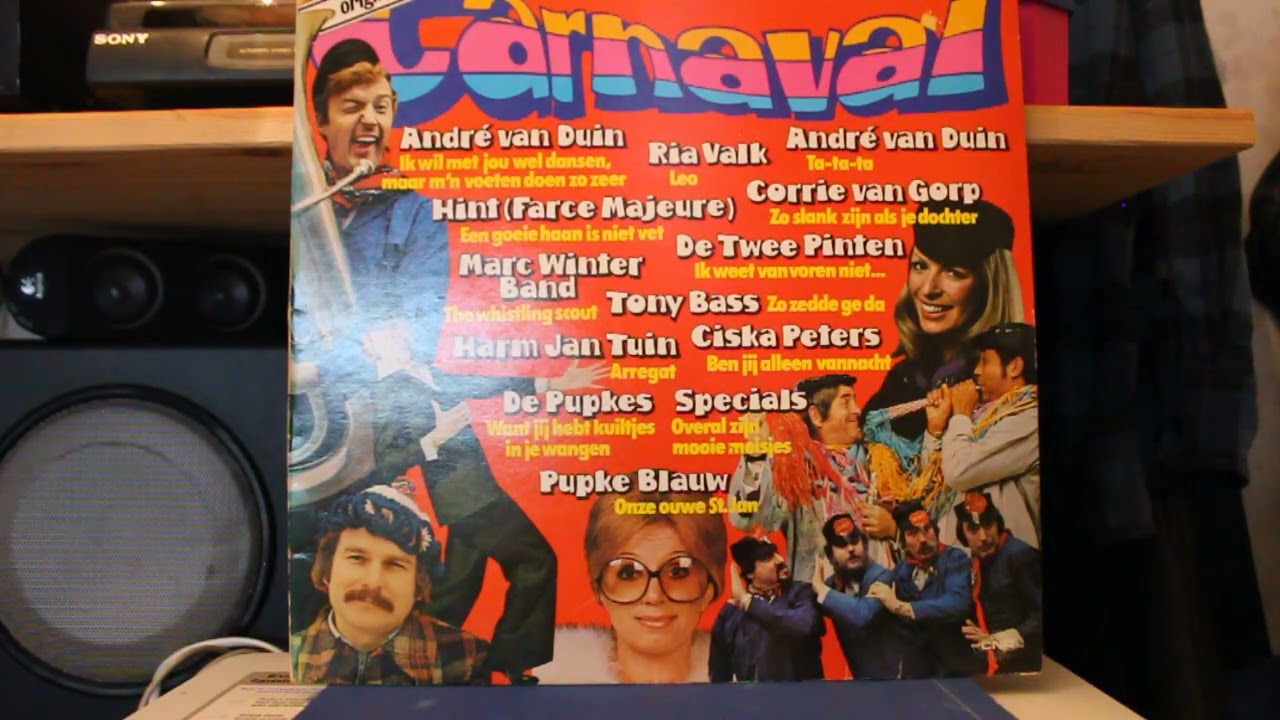 SONY
Carnaval
André van Duin
Ik wil met jou wel dansen,
maar m'n voeten doen zo zeer
Ria Valk
Leo
André van Duin
Ta-ta-ta
Corrie van Gorp
Zo slank zijn als je dochter
Hint (Farce Majeure)
Een goeie haan is niet vet
De Twee Pinten
Ik weet van voren niet...
Marc Winter
Band
The whistling scout
Tony Bass Zo zedde ge da
Harm Jan Tuin
Arregat
Ciska Peters
Ben jij alleen vannacht
De Pupkes
Want jij hebt kuiltjes
in je wangen
Specials
Overal zijn
mooie meisjes
Pupke Blauw
Onze ouwe St. Jan
CNR